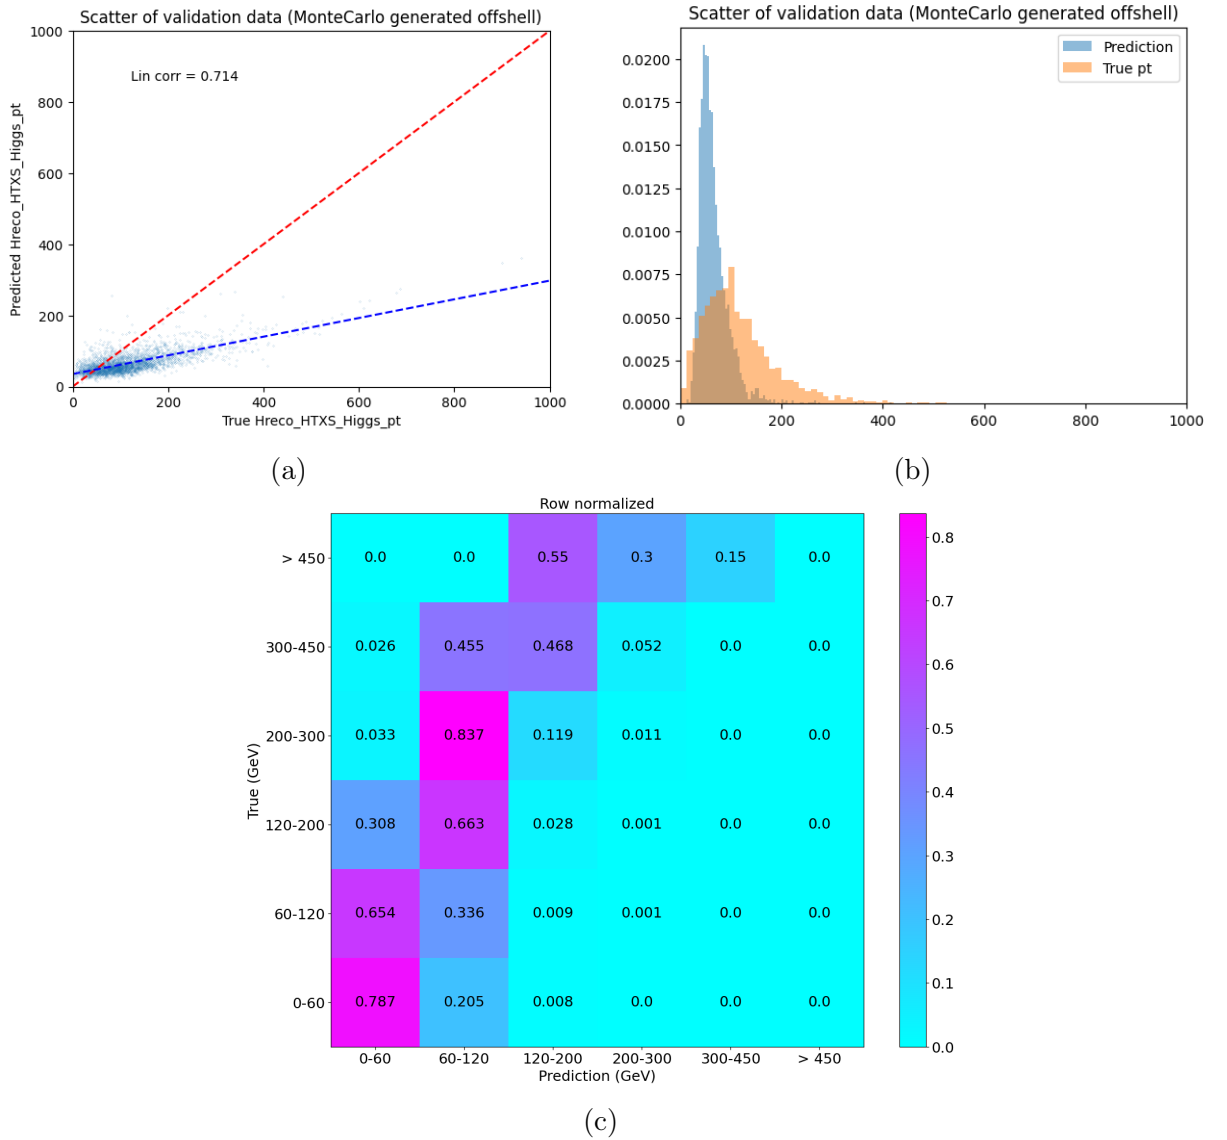 Scatter of validation data (MonteCarlo generated offshell)
Lin corr = 0.714
Predicted Hreco_HTXS_Higgs_pt
1000
800
600
400
200
0
0 200 400 600 800 1000
True Hreco_HTXS_Higgs_pt
(a)
Scatter of validation data (MonteCarlo generated offshell)
Prediction
True pt
0.0200
0.0175
0.0150
0.0125
0.0100
0.0075
0.0050
0.0025
0.0000
0 200 400 600 800 1000
(b)
Row normalized
True (GeV)
> 450 0.0 0.0 0.55 0.3 0.15 0.0
300-450 0.026 0.455 0.468 0.052 0.0 0.0
200-300 0.033 0.837 0.119 0.011 0.0 0.0
120-200 0.308 0.663 0.028 0.001 0.0 0.0
60-120 0.654 0.336 0.009 0.001 0.0 0.0
0-60 0.787 0.205 0.008 0.0 0.0 0.0
0-60 60-120 120-200 200-300 300-450 > 450
Prediction (GeV)
0.8
0.7
0.6
0.5
0.4
0.3
0.2
0.1
0.0
(c)